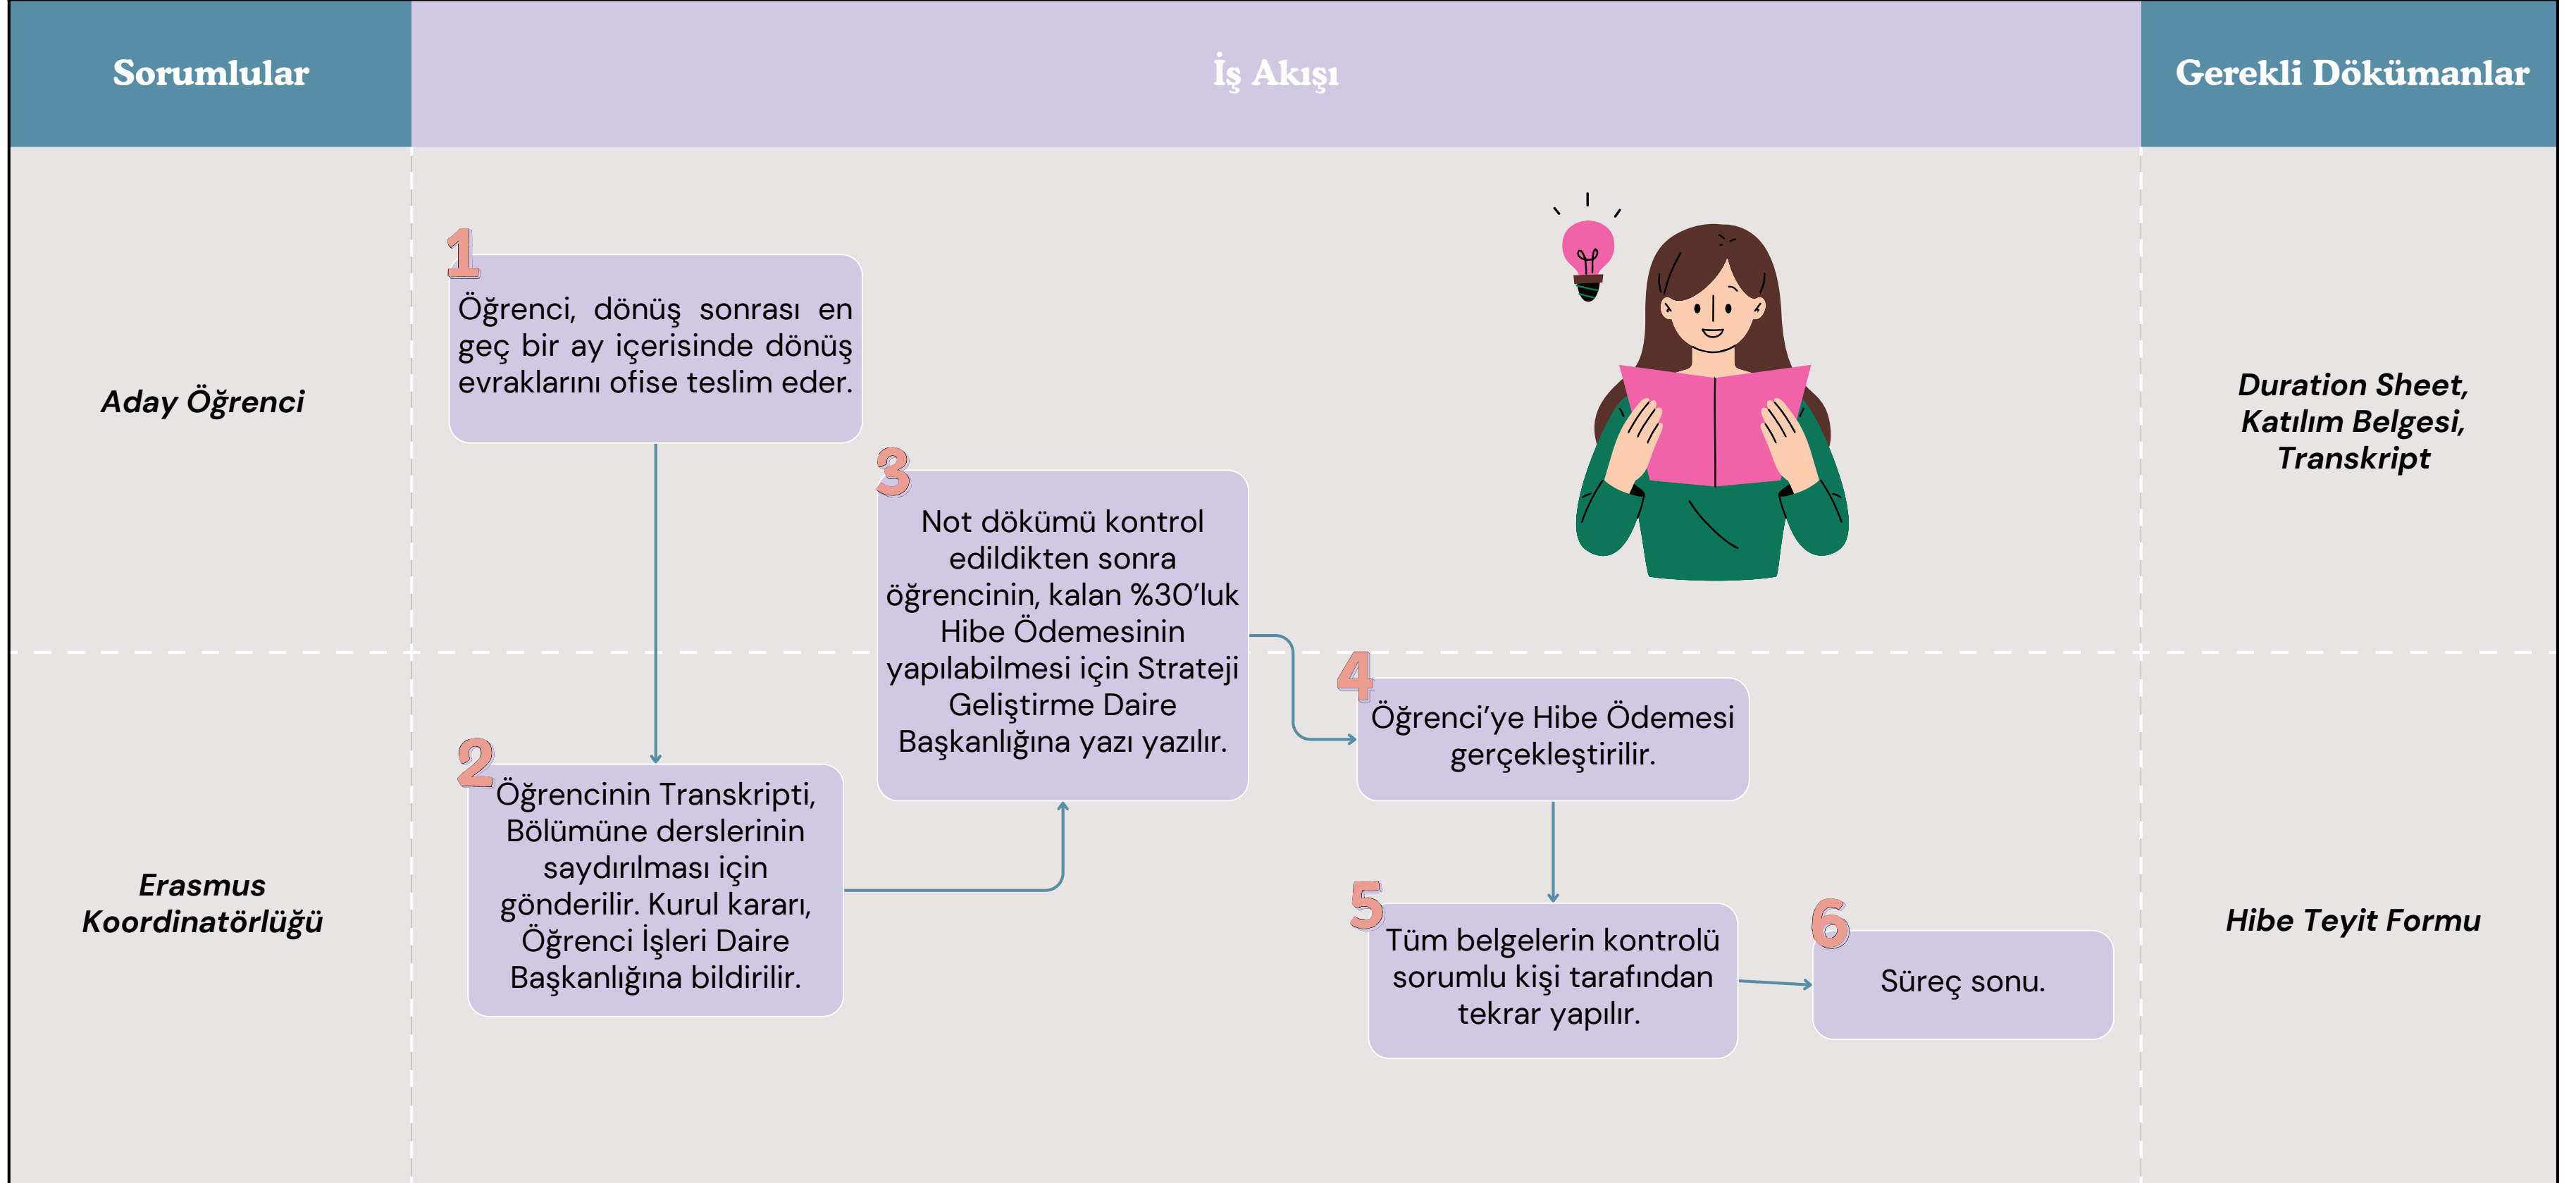 Sorumlular
İş Akışı
Gerekli Dökümanlar
Aday Öğrenci
1
Öğrenci, dönüş sonrası en
geç bir ay içerisinde dönüş
evraklarını ofise teslim eder.
Duration Sheet,
Katılım Belgesi,
Transkript
Erasmus
Koordinatörlüğü
2
Öğrencinin Transkripti,
Bölümüne derslerinin
saydırılması için
gönderilir. Kurul kararı,
Öğrenci İşleri Daire
Başkanlığına bildirilir.
3
Not dökümü kontrol
edildikten sonra
öğrencinin, kalan %30’luk
Hibe Ödemesinin
yapılabilmesi için Strateji
Geliştirme Daire
Başkanlığına yazı yazılır.
4
Öğrenci’ye Hibe Ödemesi
gerçekleştirilir.
5
Tüm belgelerin kontrolü
sorumlu kişi tarafından
tekrar yapılır.
6
Süreç sonu.
Hibe Teyit Formu